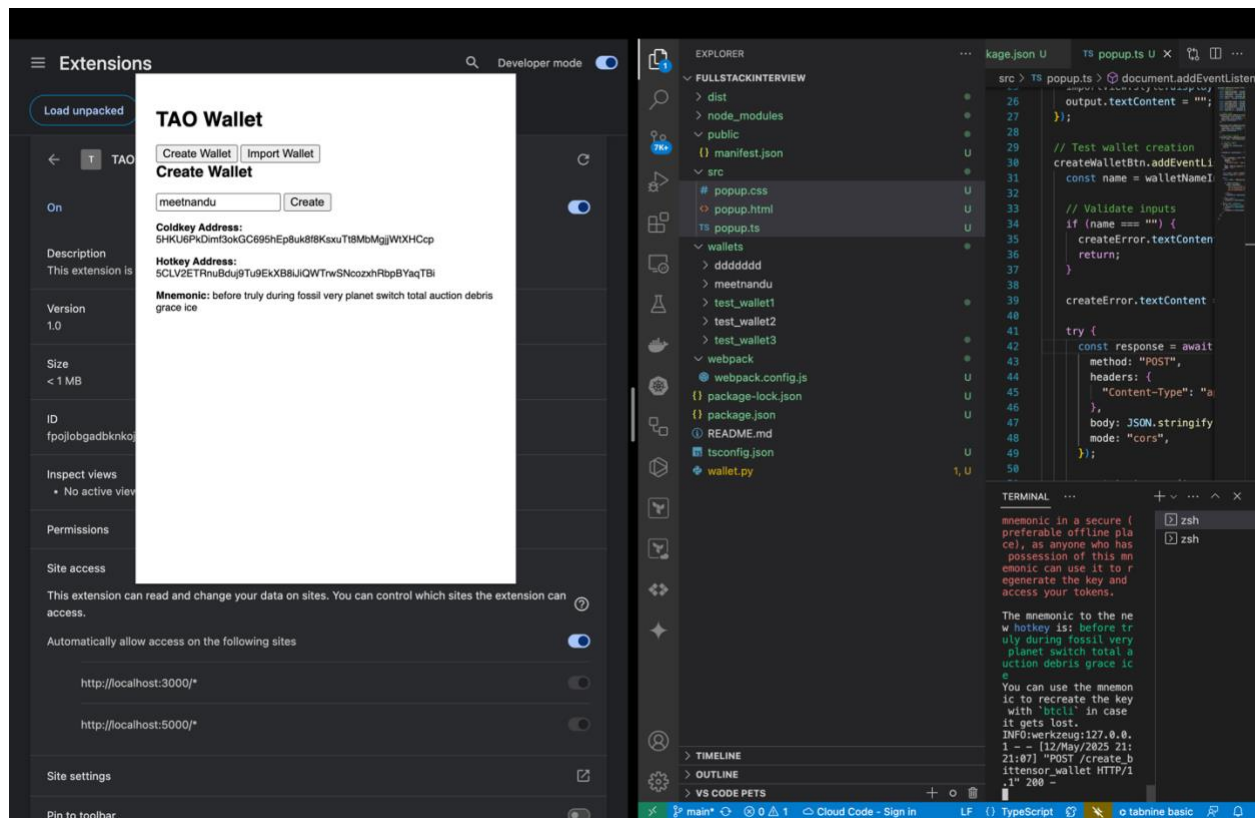 Extensions
Developer mode
Load unpacked
T TAO
On
Description
This extension is
Version
1.0
Size
< 1 MB
ID
fpojlobgadbknkoj
Inspect views
• No active view
Permissions
Site access
This extension can read and change your data on sites. You can control which sites the extension can
access.
Automatically allow access on the following sites
http://localhost:3000/*
http://localhost:5000/*
Site settings
Pin to toolbar
TAO Wallet
Create Wallet Import Wallet
Create Wallet
meetnandu Create
Coldkey Address:
5HKU6PkDimf3okGC695hEp8uk8f8KsxuTt8MbMgjjWtXHCcp
Hotkey Address:
5CLV2ETRnuBduj9Tu9EkXB8iJiQWTrwSNcozxhRbpBYaqTBi
Mnemonic: before truly during fossil very planet switch total auction debris
grace ice
1
7K+
EXPLORER
FULLSTACKINTERVIEW
dist
node_modules
public
{} manifest.json U
src
# popup.css U
popup.html U
TS popup.ts U
wallets
ddddddd
meetnandu
test_wallet1
test_wallet2
test_wallet3
webpack
webpack.config.js U
{} package-lock.json U
{} package.json U
README.md
tsconfig.json U
wallet.py 1, U
TIMELINE
OUTLINE
VS CODE PETS
kage.json U TS popup.ts U
src > TS popup.ts > document.addEventListen
26 output.textContent = "";
27 });
28
29 // Test wallet creation
30 createWalletBtn.addEventLi
31 const name = walletNameI
32
33 // Validate inputs
34 if (name === "") {
35 createError.textConten
36 return;
37 }
38
39 createError.textContent =
40
41 try {
42 const response = await
43 method: "POST",
44 headers: {
45 "Content-Type": "a
46 },
47 body: JSON.stringify
48 mode: "cors",
49 });
50
TERMINAL
zsh
zsh
mnemonic in a secure (
preferable offline pla
ce), as anyone who has
possession of this mn
emonic can use it to r
egenerate the key and
access your tokens.
The mnemonic to the ne
w hotkey is: before tr
uly during fossil very
planet switch total a
uction debris grace ic
e
You can use the mnemon
ic to recreate the key
with `btcli` in case
it gets lost.
INFO:werkzeug:127.0.0.
1 - - [12/May/2025 21:
21:07] "POST /create_b
ittensor_wallet HTTP/1
.1" 200 -
main* 0 1 Cloud Code - Sign in LF {} TypeScript tabnine basic